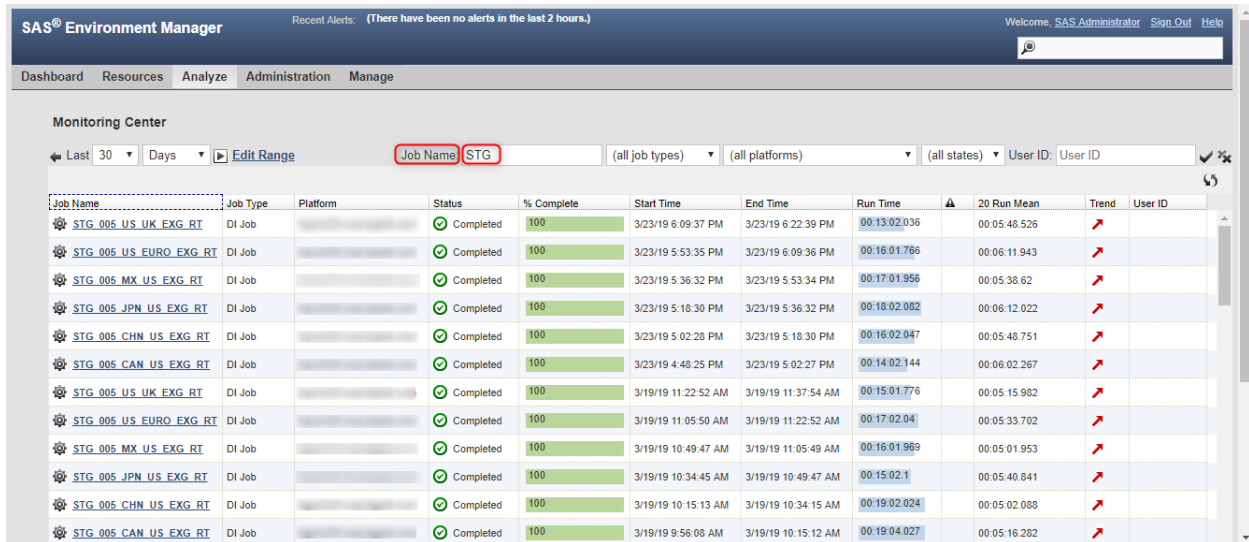 SAS® Environment Manager
Recent Alerts: (There have been no alerts in the last 2 hours.)
Welcome, SAS Administrator Sign Out Help
Dashboard Resources Analyze Administration Manage
Monitoring Center
Last 30 Days Edit Range Job Name: STG (all job types) (all platforms) (all states) User ID: User ID
Job Name Job Type Platform Status % Complete Start Time End Time Run Time 20 Run Mean Trend User ID
STG_005_US_UK_EXG_RT DI Job Completed 100 3/23/19 6:09:37 PM 3/23/19 6:22:39 PM 00:13:02.036 00:05:48.526
STG_005_US_EURO_EXG_RT DI Job Completed 100 3/23/19 5:53:35 PM 3/23/19 6:09:36 PM 00:16:01.766 00:06:11.943
STG_005_MX_US_EXG_RT DI Job Completed 100 3/23/19 5:36:32 PM 3/23/19 5:53:34 PM 00:17:01.956 00:05:38.62
STG_005_JPN_US_EXG_RT DI Job Completed 100 3/23/19 5:18:30 PM 3/23/19 5:36:32 PM 00:18:02.082 00:06:12.022
STG_005_CHN_US_EXG_RT DI Job Completed 100 3/23/19 5:02:28 PM 3/23/19 5:18:30 PM 00:16:02.047 00:05:48.751
STG_005_CAN_US_EXG_RT DI Job Completed 100 3/23/19 4:48:25 PM 3/23/19 5:02:27 PM 00:14:02.144 00:06:02.267
STG_005_US_UK_EXG_RT DI Job Completed 100 3/19/19 11:22:52 AM 3/19/19 11:37:54 AM 00:15:01.776 00:05:15.982
STG_005_US_EURO_EXG_RT DI Job Completed 100 3/19/19 11:05:50 AM 3/19/19 11:22:52 AM 00:17:02.04 00:05:33.702
STG_005_MX_US_EXG_RT DI Job Completed 100 3/19/19 10:49:47 AM 3/19/19 11:05:49 AM 00:16:01.969 00:05:01.953
STG_005_JPN_US_EXG_RT DI Job Completed 100 3/19/19 10:34:45 AM 3/19/19 10:49:47 AM 00:15:02.1 00:05:40.841
STG_005_CHN_US_EXG_RT DI Job Completed 100 3/19/19 10:15:13 AM 3/19/19 10:34:15 AM 00:19:02.024 00:05:02.088
STG_005_CAN_US_EXG_RT DI Job Completed 100 3/19/19 9:56:08 AM 3/19/19 10:15:12 AM 00:19:04.027 00:05:16.282